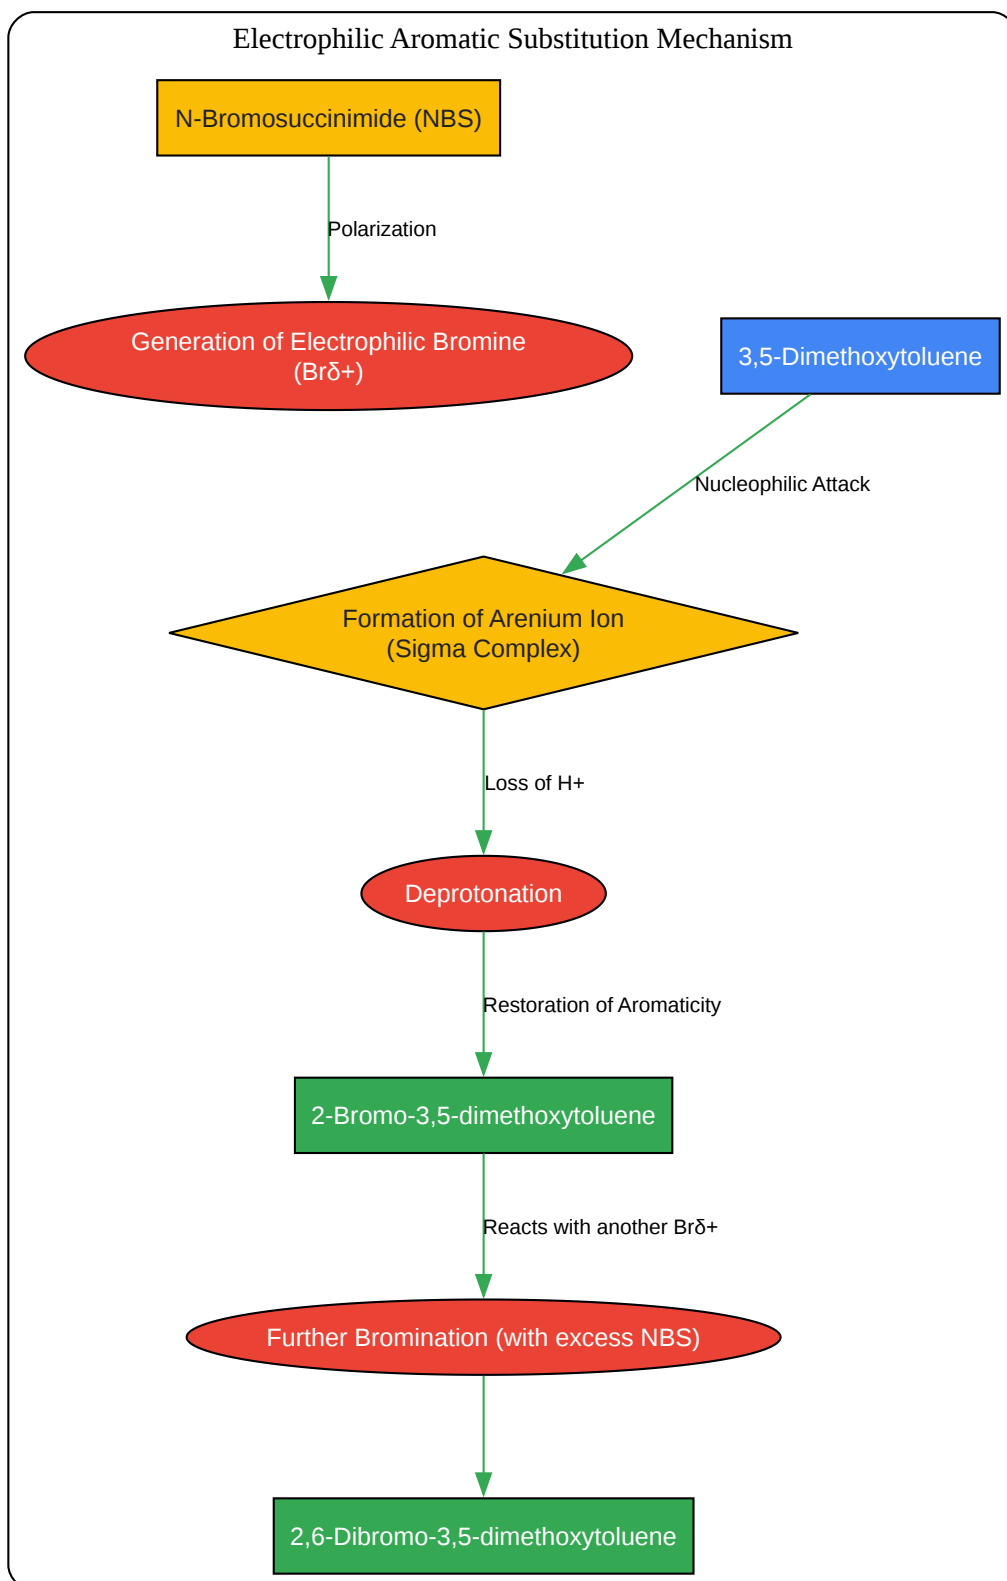 Electrophilic Aromatic Substitution Mechanism
N-Bromosuccinimide (NBS)
Polarization
Generation of Electrophilic Bromine
(Brδ+)
3,5-Dimethoxytoluene
Nucleophilic Attack
Formation of Arenium Ion
(Sigma Complex)
Loss of H+
Deprotonation
Restoration of Aromaticity
2-Bromo-3,5-dimethoxytoluene
Reacts with another Brδ+
Further Bromination (with excess NBS)
2,6-Dibromo-3,5-dimethoxytoluene